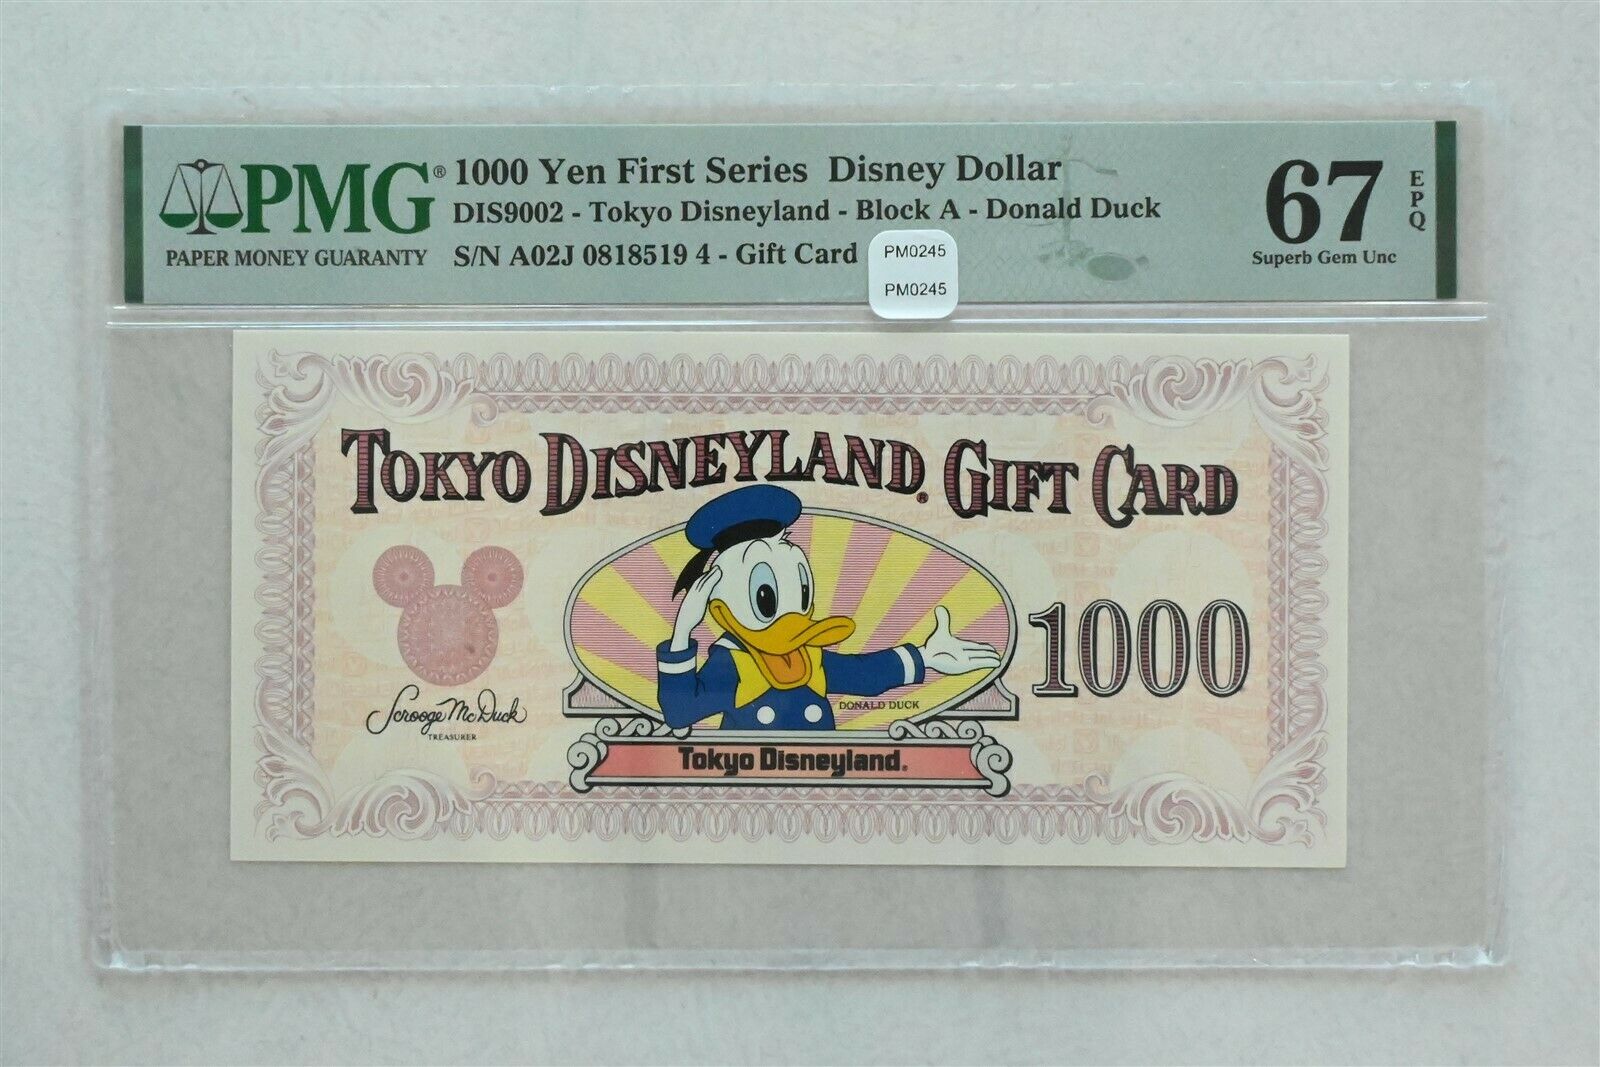 PMG®
PAPER MONEY GUARANTY
1000 Yen First Series Disney Dollar
DIS9002 - Tokyo Disneyland - Block A - Donald Duck
S/N A02J 0818519 4 - Gift Card
PM0245
PM0245
67
EPQ
Superb Gem Unc
TOKYO DISNEYLAND® GIFT CARD
1000
Scrooge McDuck
TREASURER
DONALD DUCK
Tokyo Disneyland®